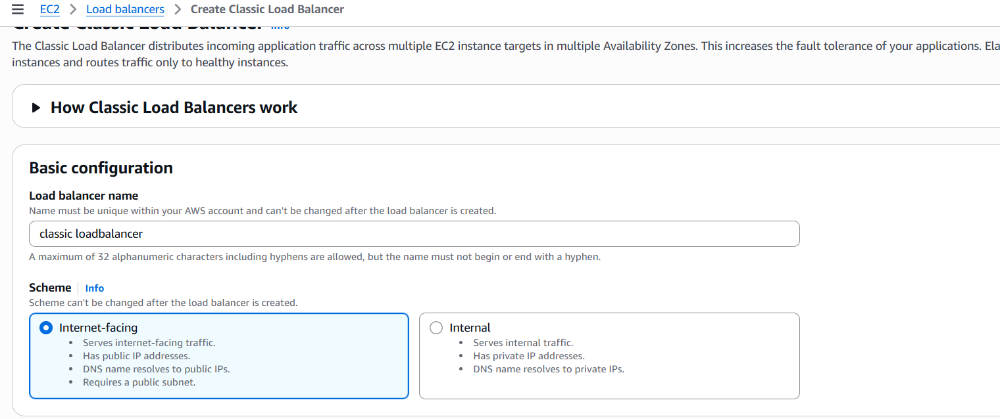 EC2 > Load balancers > Create Classic Load Balancer
Create Classic Load Balancer Info
The Classic Load Balancer distributes incoming application traffic across multiple EC2 instance targets in multiple Availability Zones. This increases the fault tolerance of your applications. Ela
instances and routes traffic only to healthy instances.
How Classic Load Balancers work
Basic configuration
Load balancer name
Name must be unique within your AWS account and can't be changed after the load balancer is created.
classic loadbalancer
A maximum of 32 alphanumeric characters including hyphens are allowed, but the name must not begin or end with a hyphen.
Scheme Info
Scheme can't be changed after the load balancer is created.
Internet-facing
• Serves internet-facing traffic.
• Has public IP addresses.
• DNS name resolves to public IPs.
• Requires a public subnet.
Internal
• Serves internal traffic.
• Has private IP addresses.
• DNS name resolves to private IPs.